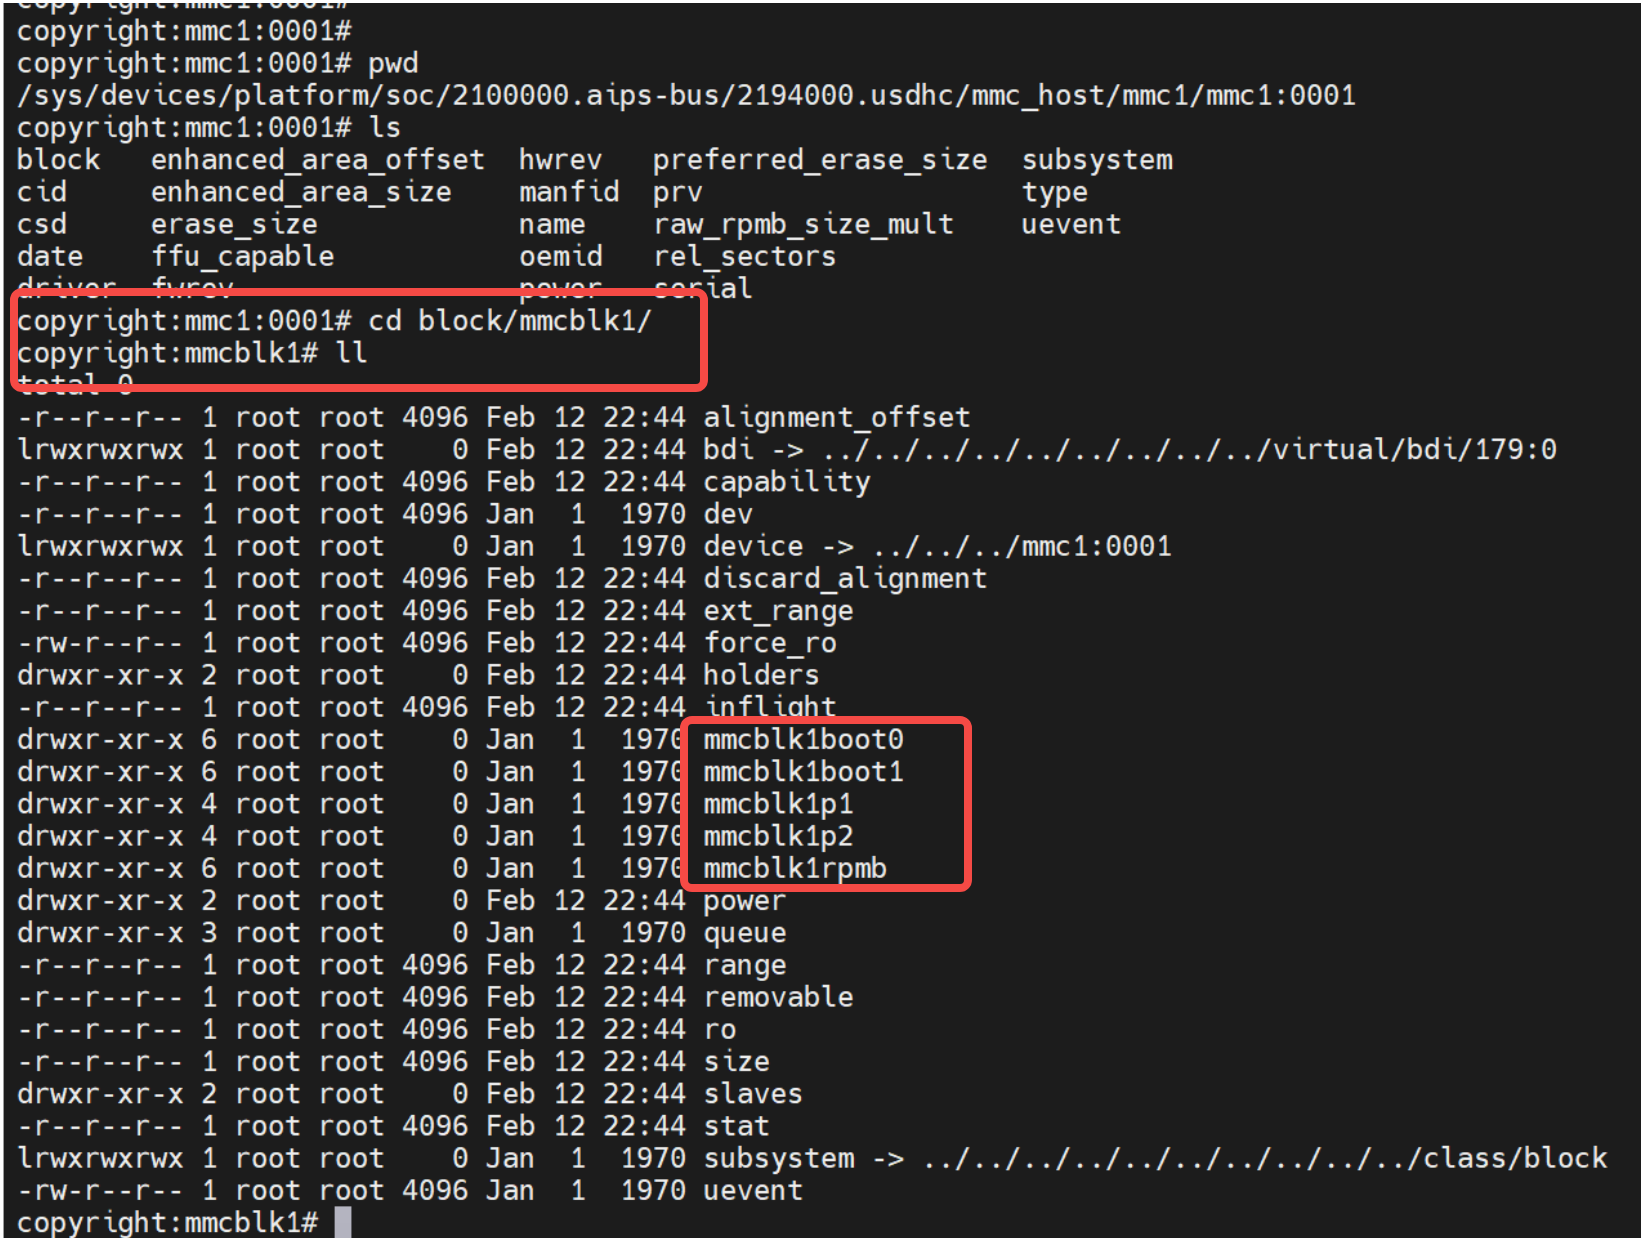 copyright:mmc1:0001#
copyright:mmc1:0001#
copyright:mmc1:0001# pwd
/sys/devices/platform/soc/2100000.aips-bus/2194000.usdhc/mmc_host/mmc1/mmc1:0001
copyright:mmc1:0001# ls
block   enhanced_area_offset  hwrev   preferred_erase_size  subsystem
cid     enhanced_area_size    manfid  prv                   type
csd     erase_size            name    raw_rpmb_size_mult    uevent
date    ffu_capable           oemid   rel_sectors
driver  fwrev                 power   serial
copyright:mmc1:0001# cd block/mmcblk1/
copyright:mmcblk1# ll
total 0
-r--r--r-- 1 root root 4096 Feb 12 22:44 alignment_offset
lrwxrwxrwx 1 root root    0 Feb 12 22:44 bdi -> ../../../../../../../../../virtual/bdi/179:0
-r--r--r-- 1 root root 4096 Feb 12 22:44 capability
-r--r--r-- 1 root root 4096 Jan  1  1970 dev
lrwxrwxrwx 1 root root    0 Jan  1  1970 device -> ../../../mmc1:0001
-r--r--r-- 1 root root 4096 Feb 12 22:44 discard_alignment
-r--r--r-- 1 root root 4096 Feb 12 22:44 ext_range
-rw-r--r-- 1 root root 4096 Feb 12 22:44 force_ro
drwxr-xr-x 2 root root    0 Feb 12 22:44 holders
-r--r--r-- 1 root root 4096 Feb 12 22:44 inflight
drwxr-xr-x 6 root root    0 Jan  1  1970 mmcblk1boot0
drwxr-xr-x 6 root root    0 Jan  1  1970 mmcblk1boot1
drwxr-xr-x 4 root root    0 Jan  1  1970 mmcblk1p1
drwxr-xr-x 4 root root    0 Jan  1  1970 mmcblk1p2
drwxr-xr-x 6 root root    0 Jan  1  1970 mmcblk1rpmb
drwxr-xr-x 2 root root    0 Feb 12 22:44 power
drwxr-xr-x 3 root root    0 Jan  1  1970 queue
-r--r--r-- 1 root root 4096 Feb 12 22:44 range
-r--r--r-- 1 root root 4096 Feb 12 22:44 removable
-r--r--r-- 1 root root 4096 Feb 12 22:44 ro
-r--r--r-- 1 root root 4096 Feb 12 22:44 size
drwxr-xr-x 2 root root    0 Feb 12 22:44 slaves
-r--r--r-- 1 root root 4096 Feb 12 22:44 stat
lrwxrwxrwx 1 root root    0 Jan  1  1970 subsystem -> ../../../../../../../../../../class/block
-rw-r--r-- 1 root root 4096 Jan  1  1970 uevent
copyright:mmcblk1#